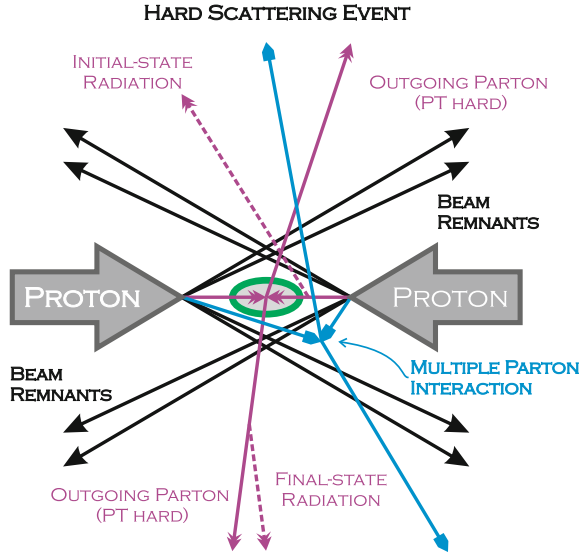 Hard Scattering Event
Initial-state
Radiation
Outgoing Parton
(PT hard)
Beam
Remnants
Proton
Proton
Multiple Parton
Interaction
Beam
Remnants
Final-state
Radiation
Outgoing Parton
(PT hard)